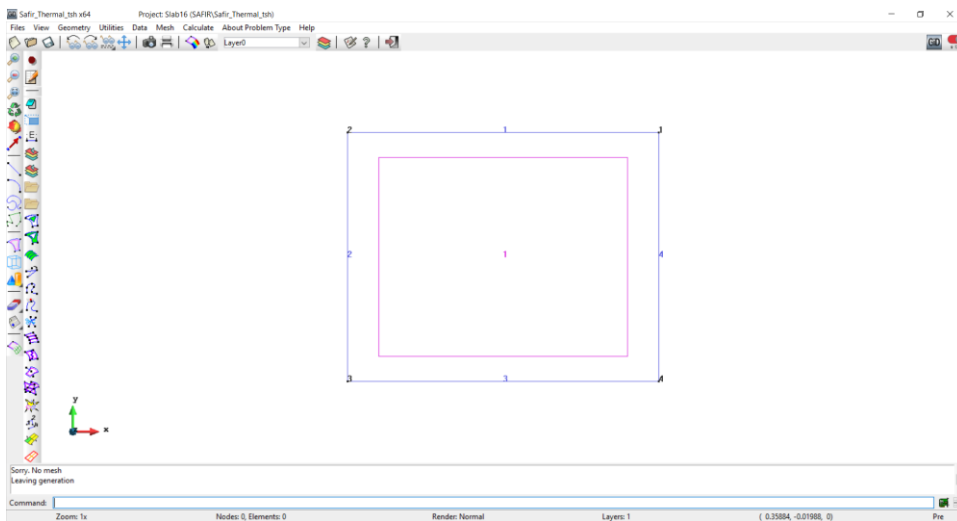 Safir_Thermal_tsh x64 Project: Slab16 (SAFIR\Safir_Thermal_tsh)
Files View Geometry Utilities Data Mesh Calculate About Problem Type Help
Layer0
E
2 1 1
2 1 4
3 3 4
y
x
Sorry. No mesh
Leaving generation
Command:
Zoom: 1x Nodes: 0, Elements: 0 Render: Normal Layers: 1 ( 0.35884, -0.01988, 0) Pre